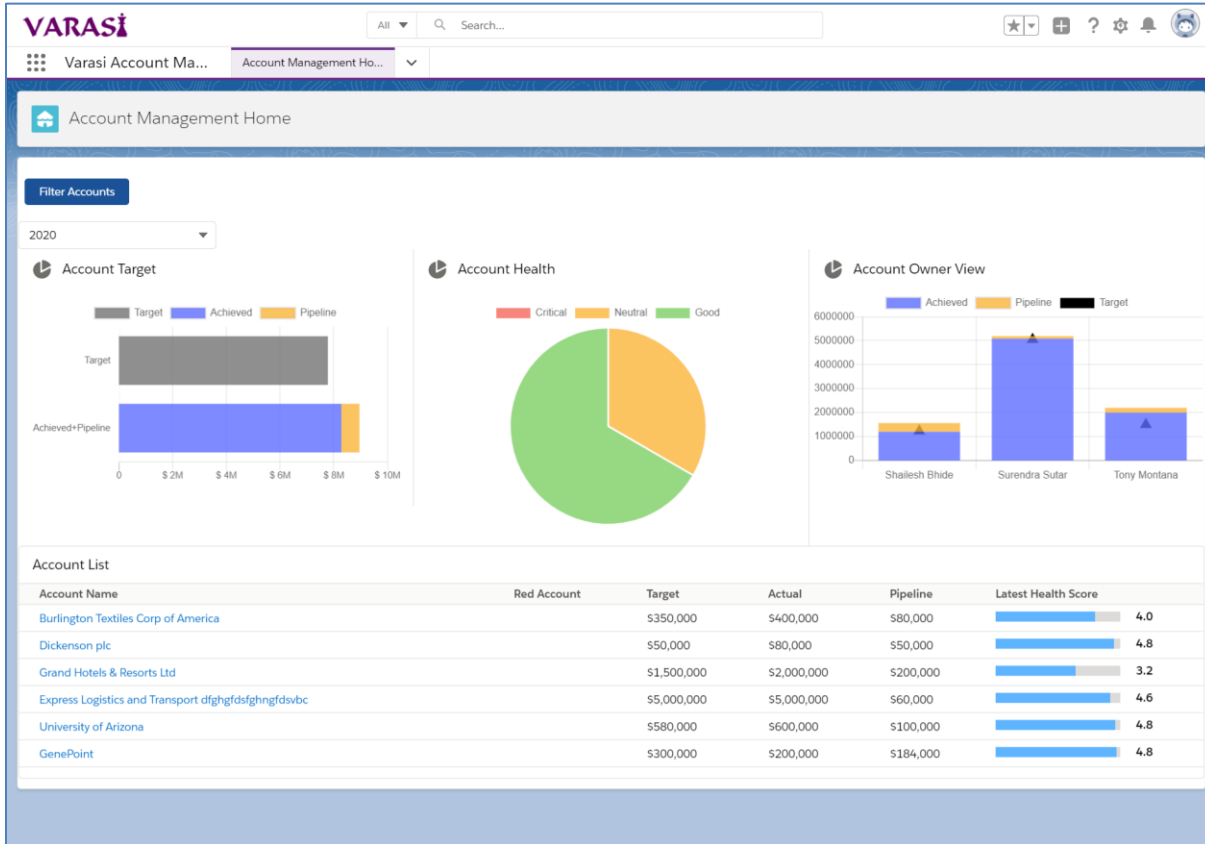 VARASI
All Search...
Varasi Account Ma... Account Management Ho...
Account Management Home
Filter Accounts
2020
Account Target
Target Achieved Pipeline
Target
Achieved+Pipeline
0 $ 2M $ 4M $ 6M $ 8M $ 10M
Account Health
Critical Neutral Good
Account Owner View
Achieved Pipeline Target
6000000
5000000
4000000
3000000
2000000
1000000
0
Shailesh Bhide Surendra Sutar Tony Montana
Account List
Account Name Red Account Target Actual Pipeline Latest Health Score
Burlington Textiles Corp of America $350,000 $400,000 $80,000 4.0
Dickenson plc $50,000 $80,000 $50,000 4.8
Grand Hotels & Resorts Ltd $1,500,000 $2,000,000 $200,000 3.2
Express Logistics and Transport dfghgfdsfghngfdsvbc $5,000,000 $5,000,000 $60,000 4.6
University of Arizona $580,000 $600,000 $100,000 4.8
GenePoint $300,000 $200,000 $184,000 4.8